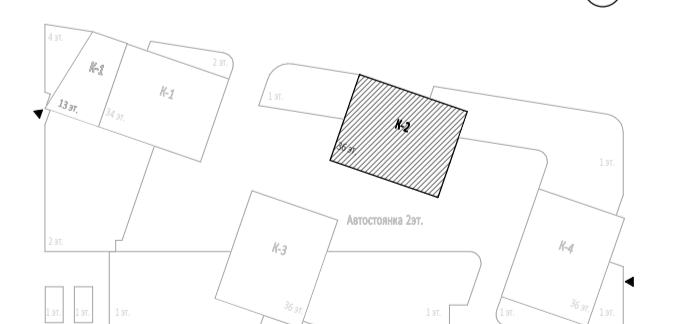 4 эт.
К-1
2 эт.
К-1
13 эт.
34 эт.
1 эт.
К-2
36 эт.
1 эт.
Автостоянка 2эт.
2 эт.
К-3
К-4
36 эт.
36 эт.
1 эт.
1 эт.
1 эт.
1 эт.
1 эт.
1 эт.